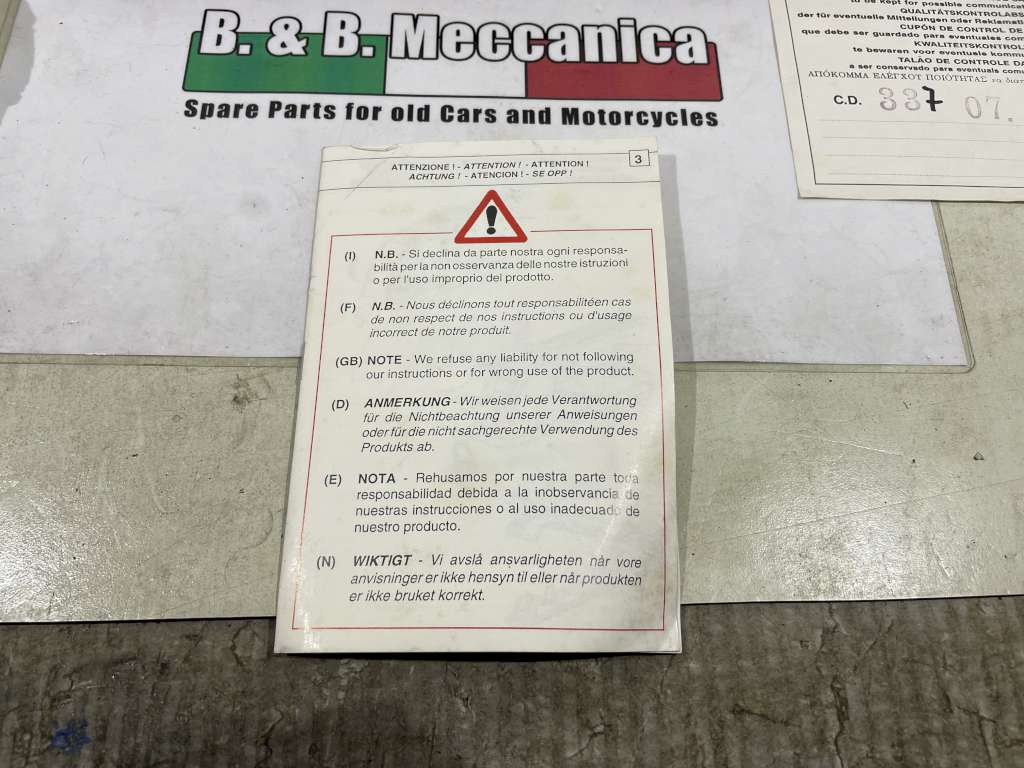 B. & B. Meccanica
Spare Parts for old Cars and Motorcycles
to be kept for possible
QUALITÄTSKONTROLABS
der für eventuelle Mitteilungen oder
CUPÓN DE CONTROL DE
que debe ser guardado para eventuales
KWALITEITSKONTROL
te bewaren voor eventuele
TALÃO DE CONTROLE DA
a ser conservado para eventuais
ΑΠΟΚΟΜΜΑ ΕΛΕΓΧΟΥ ΠΟΙΟΤΗΤΑΣ να
C.D. 337 07.
ATTENZIONE ! - ATTENTION ! - ATTENTION !
ACHTUNG ! - ATENCION ! - SE OPP !
3
(I) N.B. - Si declina da parte nostra ogni responsa-
bilità per la non osservanza delle nostre istruzioni
o per l'uso improprio del prodotto.
(F) N.B. - Nous déclinons tout responsabilitéen cas
de non respect de nos instructions ou d'usage
incorrect de notre produit.
(GB) NOTE - We refuse any liability for not following
our instructions or for wrong use of the product.
(D) ANMERKUNG - Wir weisen jede Verantwortung
für die Nichtbeachtung unserer Anweisungen
oder für die nicht sachgerechte Verwendung des
Produkts ab.
(E) NOTA - Rehusamos por nuestra parte toda
responsabilidad debida a la inobservancia de
nuestras instrucciones o al uso inadecuado de
nuestro producto.
(N) WIKTIGT - Vi avslå ansvarligheten når vore
anvisninger er ikke hensyn til eller når produkten
er ikke bruket korrekt.